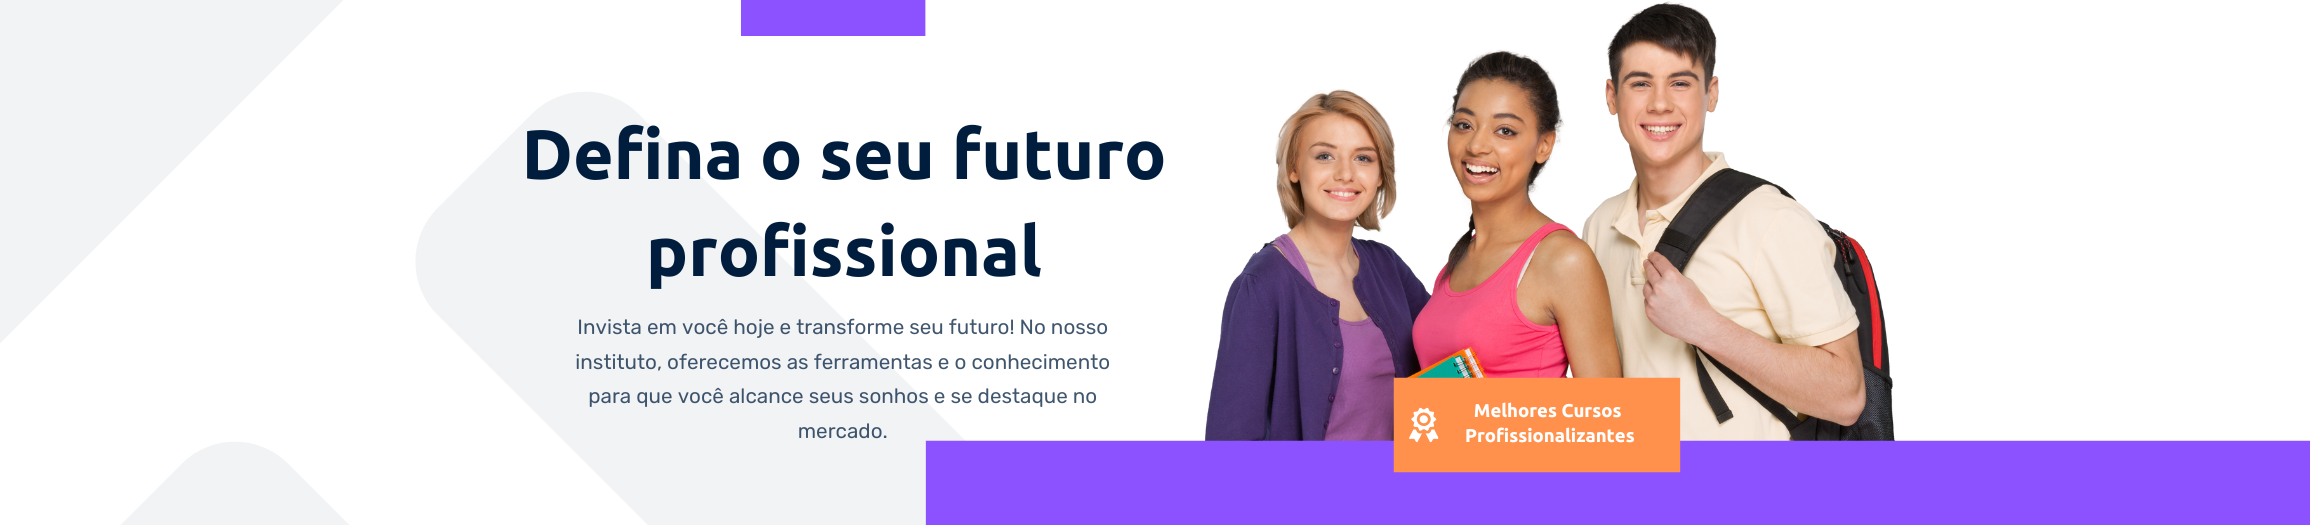 Defina o seu futuro
profissional
Invista em você hoje e transforme seu futuro! No nosso
instituto, oferecemos as ferramentas e o conhecimento
para que você alcance seus sonhos e se destaque no
mercado.
Melhores Cursos
Profissionalizantes